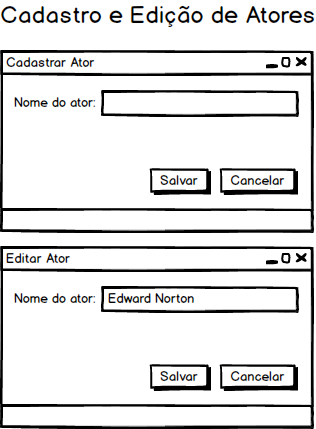 Cadastro e Edição de Atores
Cadastrar Ator
Nome do ator:
Salvar Cancelar
Editar Ator
Nome do ator: Edward Norton
Salvar Cancelar